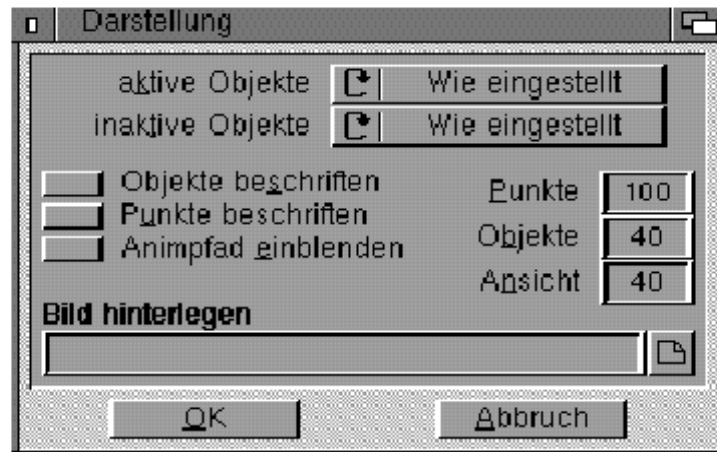 Darstellung
aktive Objekte Wie eingestellt
inaktive Objekte Wie eingestellt
Objekte beschriften
Punkte beschriften
Animpfad einblenden
Punkte 100
Objekte 40
Ansicht 40
Bild hinterlegen
OK Abbruch